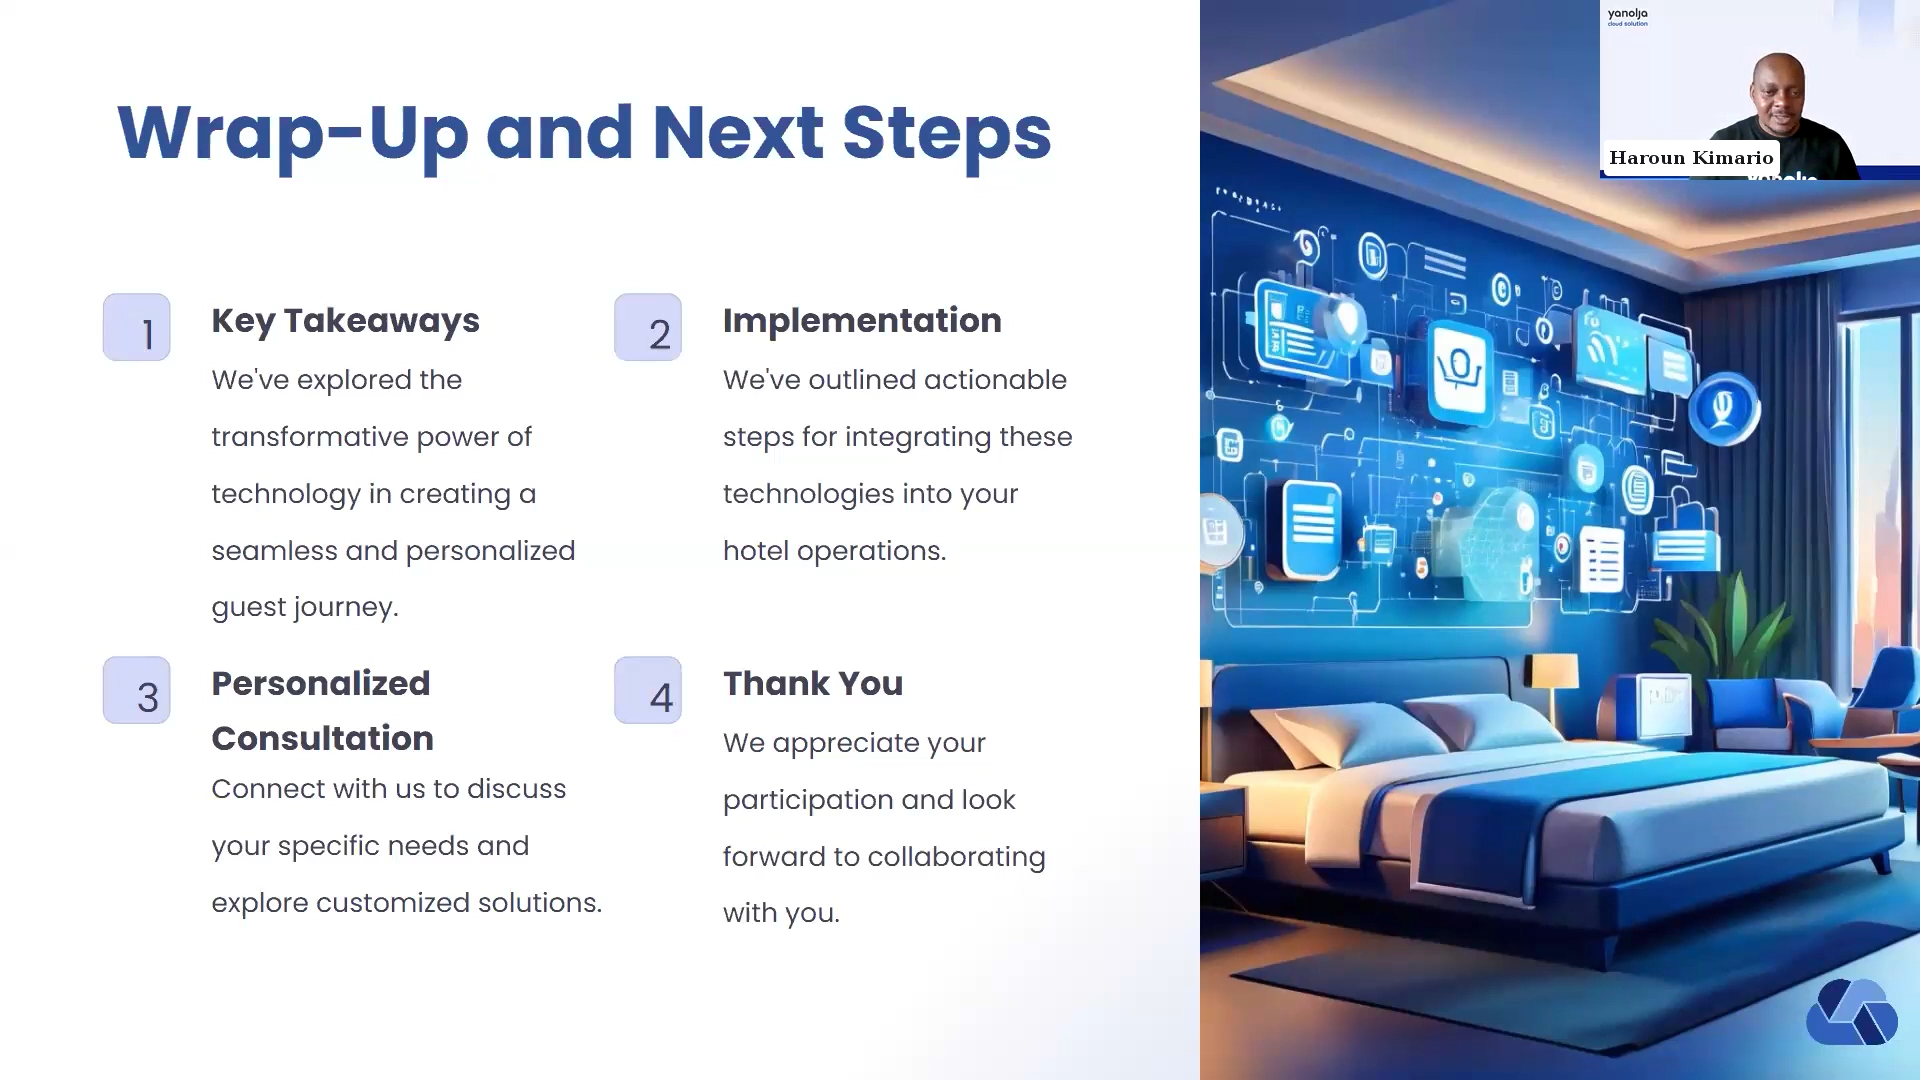 Wrap-Up and Next Steps
1
Key Takeaways
We've explored the
transformative power of
technology in creating a
seamless and personalized
guest journey.
2
Implementation
We've outlined actionable
steps for integrating these
technologies into your
hotel operations.
3
Personalized
Consultation
Connect with us to discuss
your specific needs and
explore customized solutions.
4
Thank You
We appreciate your
participation and look
forward to collaborating
with you.
yanolja
cloud solution
Haroun Kimario
yanolja